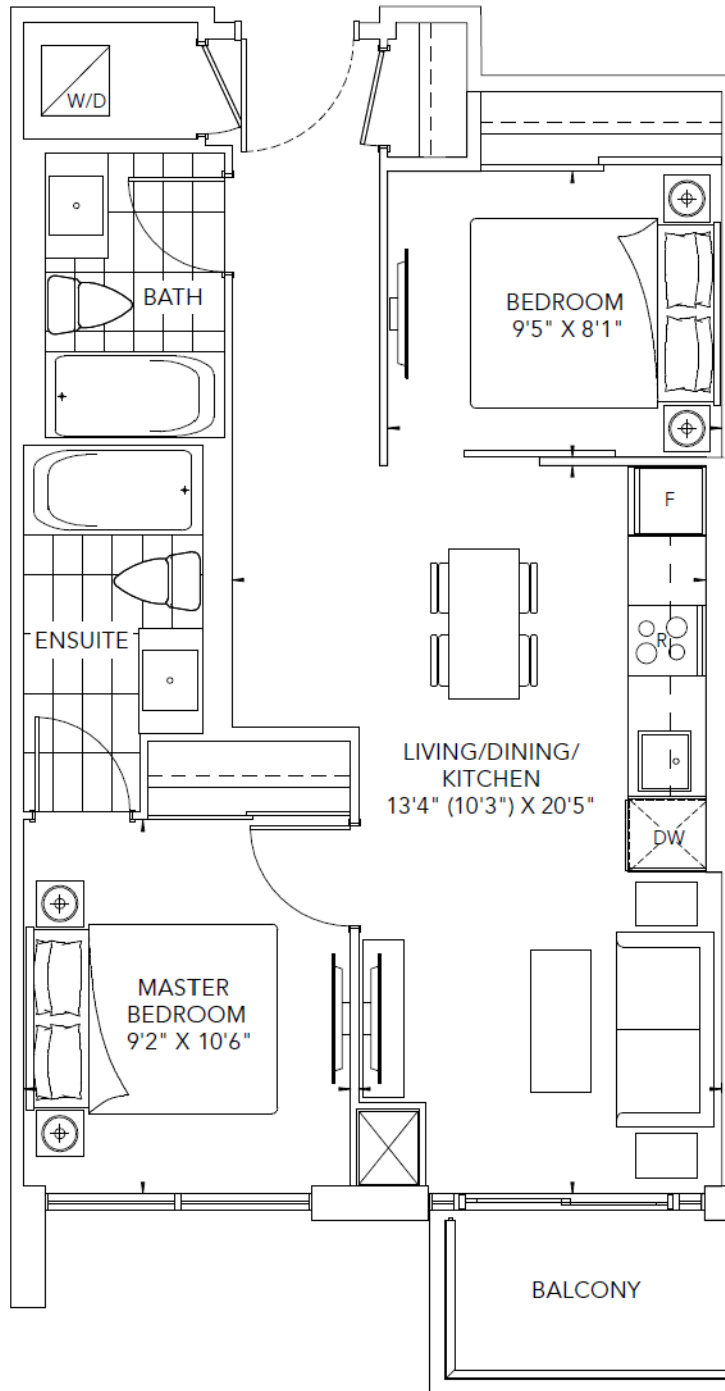 W/D
BATH
BEDROOM
9'5" X 8'1"
F
ENSUITE
R
LIVING/DINING/
KITCHEN
13'4" (10'3") X 20'5"
DW
MASTER
BEDROOM
9'2" X 10'6"
BALCONY